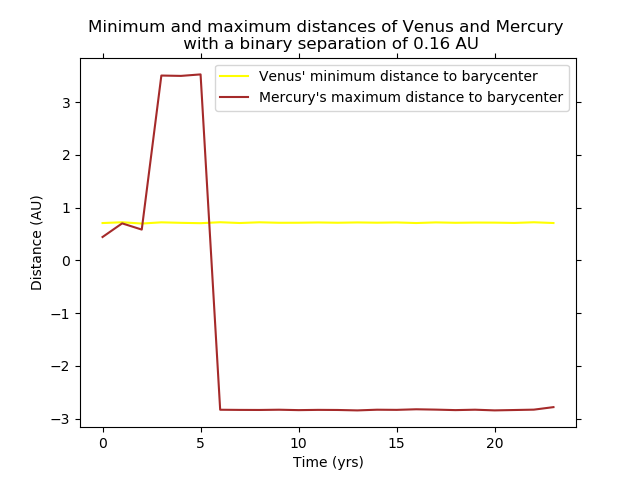 Minimum and maximum distances of Venus and Mercury
with a binary separation of 0.16 AU
Venus' minimum distance to barycenter
Mercury's maximum distance to barycenter
3
2
1
0
−1
−2
−3
Distance (AU)
0 5 10 15 20
Time (yrs)